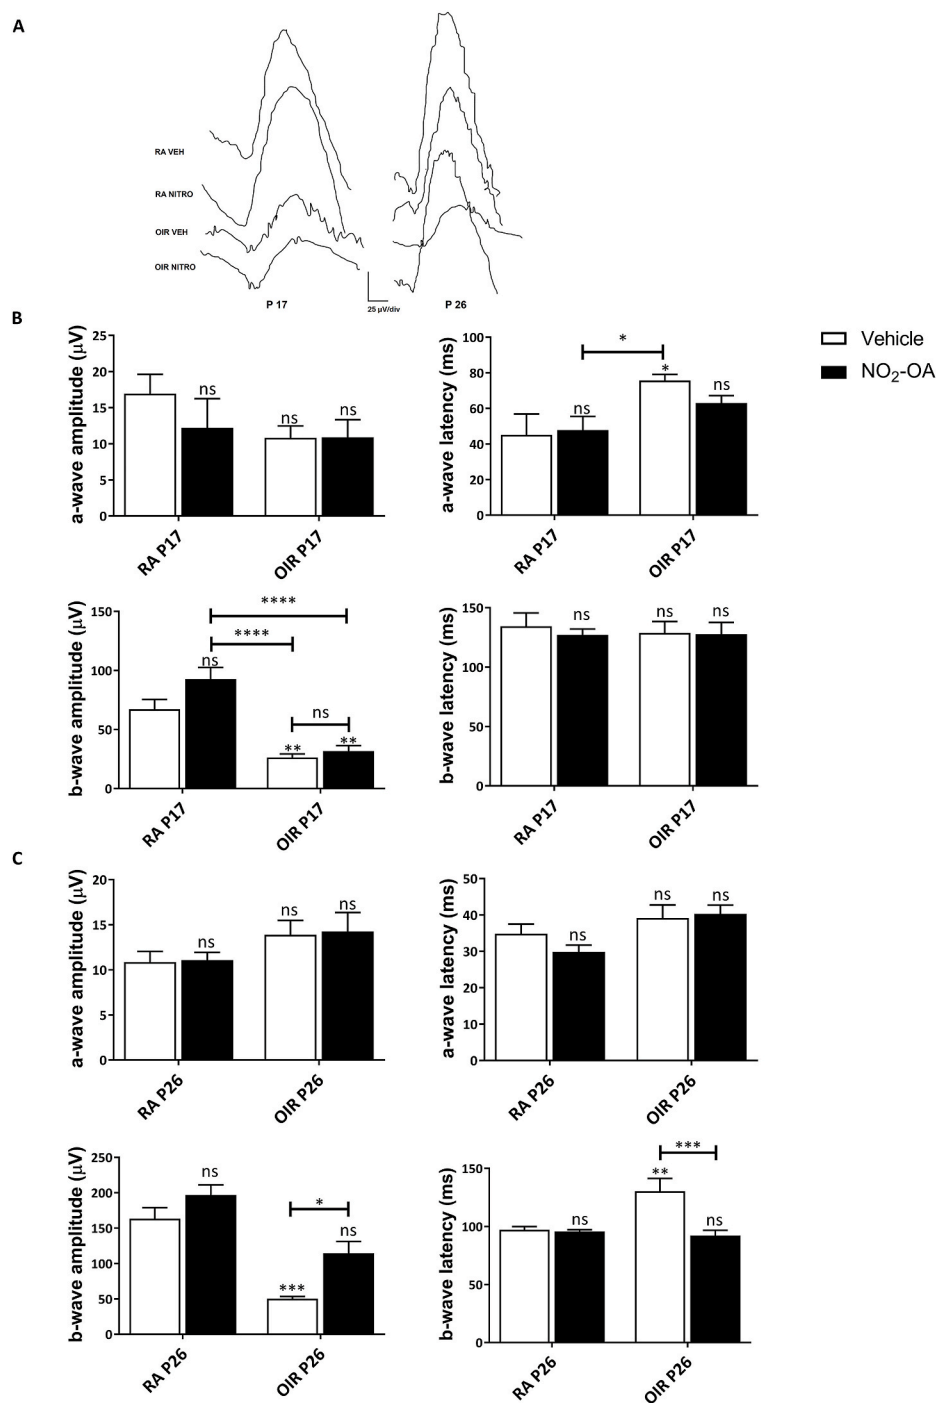 A
RA VEH
RA NITRO
OIR VEH
OIR NITRO
P 17
25 µV/div
P 26
B
a-wave amplitude (µV)
25
20
15
10
5
0
ns
ns
ns
RA P17
OIR P17
a-wave latency (ms)
100
80
60
40
20
0
*
ns
*
ns
RA P17
OIR P17
Vehicle
NO₂-OA
b-wave amplitude (µV)
150
100
50
0
****
****
ns
ns
**
**
RA P17
OIR P17
b-wave latency (ms)
150
100
50
0
ns
ns
ns
RA P17
OIR P17
C
a-wave amplitude (µV)
20
15
10
5
0
ns
ns
ns
RA P26
OIR P26
a-wave latency (ms)
50
40
30
20
10
0
ns
ns
ns
RA P26
OIR P26
b-wave amplitude (µV)
250
200
150
100
50
0
ns
*
***
ns
RA P26
OIR P26
b-wave latency (ms)
150
100
50
0
ns
***
**
ns
RA P26
OIR P26